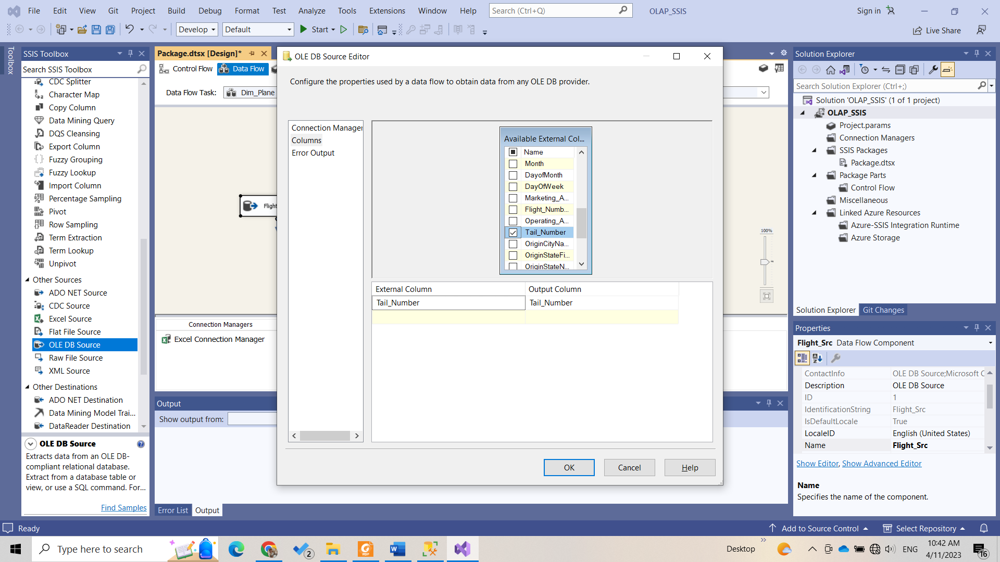 File Edit View Git Project Build Debug Format Test Analyze Tools Extensions Window Help Search (Ctrl+Q) OLAP_SSIS Sign in
Develop Default Start Live Share
Toolbox
SSIS Toolbox
Search SSIS Toolbox
CDC Splitter
Character Map
Copy Column
Data Mining Query
DQS Cleansing
Export Column
Fuzzy Grouping
Fuzzy Lookup
Import Column
Percentage Sampling
Pivot
Row Sampling
Term Extraction
Term Lookup
Unpivot
Other Sources
ADO NET Source
CDC Source
Excel Source
Flat File Source
OLE DB Source
Raw File Source
XML Source
Other Destinations
ADO NET Destination
Data Mining Model Trai...
DataReader Destination
OLE DB Source
Extracts data from an OLE DB-
compliant relational database.
Extract from a database table or
view, or use a SQL command. For...
Find Samples
Package.dtsx [Design]*
Control Flow Data Flow
Data Flow Task: Dim_Plane
Flight
100%
Connection Managers
Excel Connection Manager
Output
Show output from:
Error List Output
OLE DB Source Editor
Configure the properties used by a data flow to obtain data from any OLE DB provider.
Connection Manager
Columns
Error Output
Available External Col...
Name
Month
DayofMonth
DayOfWeek
Marketing_A...
Flight_Numb...
Operating_A...
Tail_Number
OriginCityNa...
OriginStateFi...
OriginStateN...
External Column Output Column
Tail_Number Tail_Number
OK Cancel Help
Solution Explorer
Search Solution Explorer (Ctrl+;)
Solution 'OLAP_SSIS' (1 of 1 project)
OLAP_SSIS
Project.params
Connection Managers
SSIS Packages
Package.dtsx
Package Parts
Control Flow
Miscellaneous
Linked Azure Resources
Azure-SSIS Integration Runtime
Azure Storage
Solution Explorer Git Changes
Properties
Flight_Src Data Flow Component
ContactInfo OLE DB Source;Microsoft C
Description OLE DB Source
ID 1
IdentificationString Flight_Src
IsDefaultLocale True
LocaleID English (United States)
Name Flight_Src
Show Editor, Show Advanced Editor
Name
Specifies the name of the component.
Ready Add to Source Control Select Repository
Type here to search 2 Desktop ENG 10:42 AM
4/11/2023 16